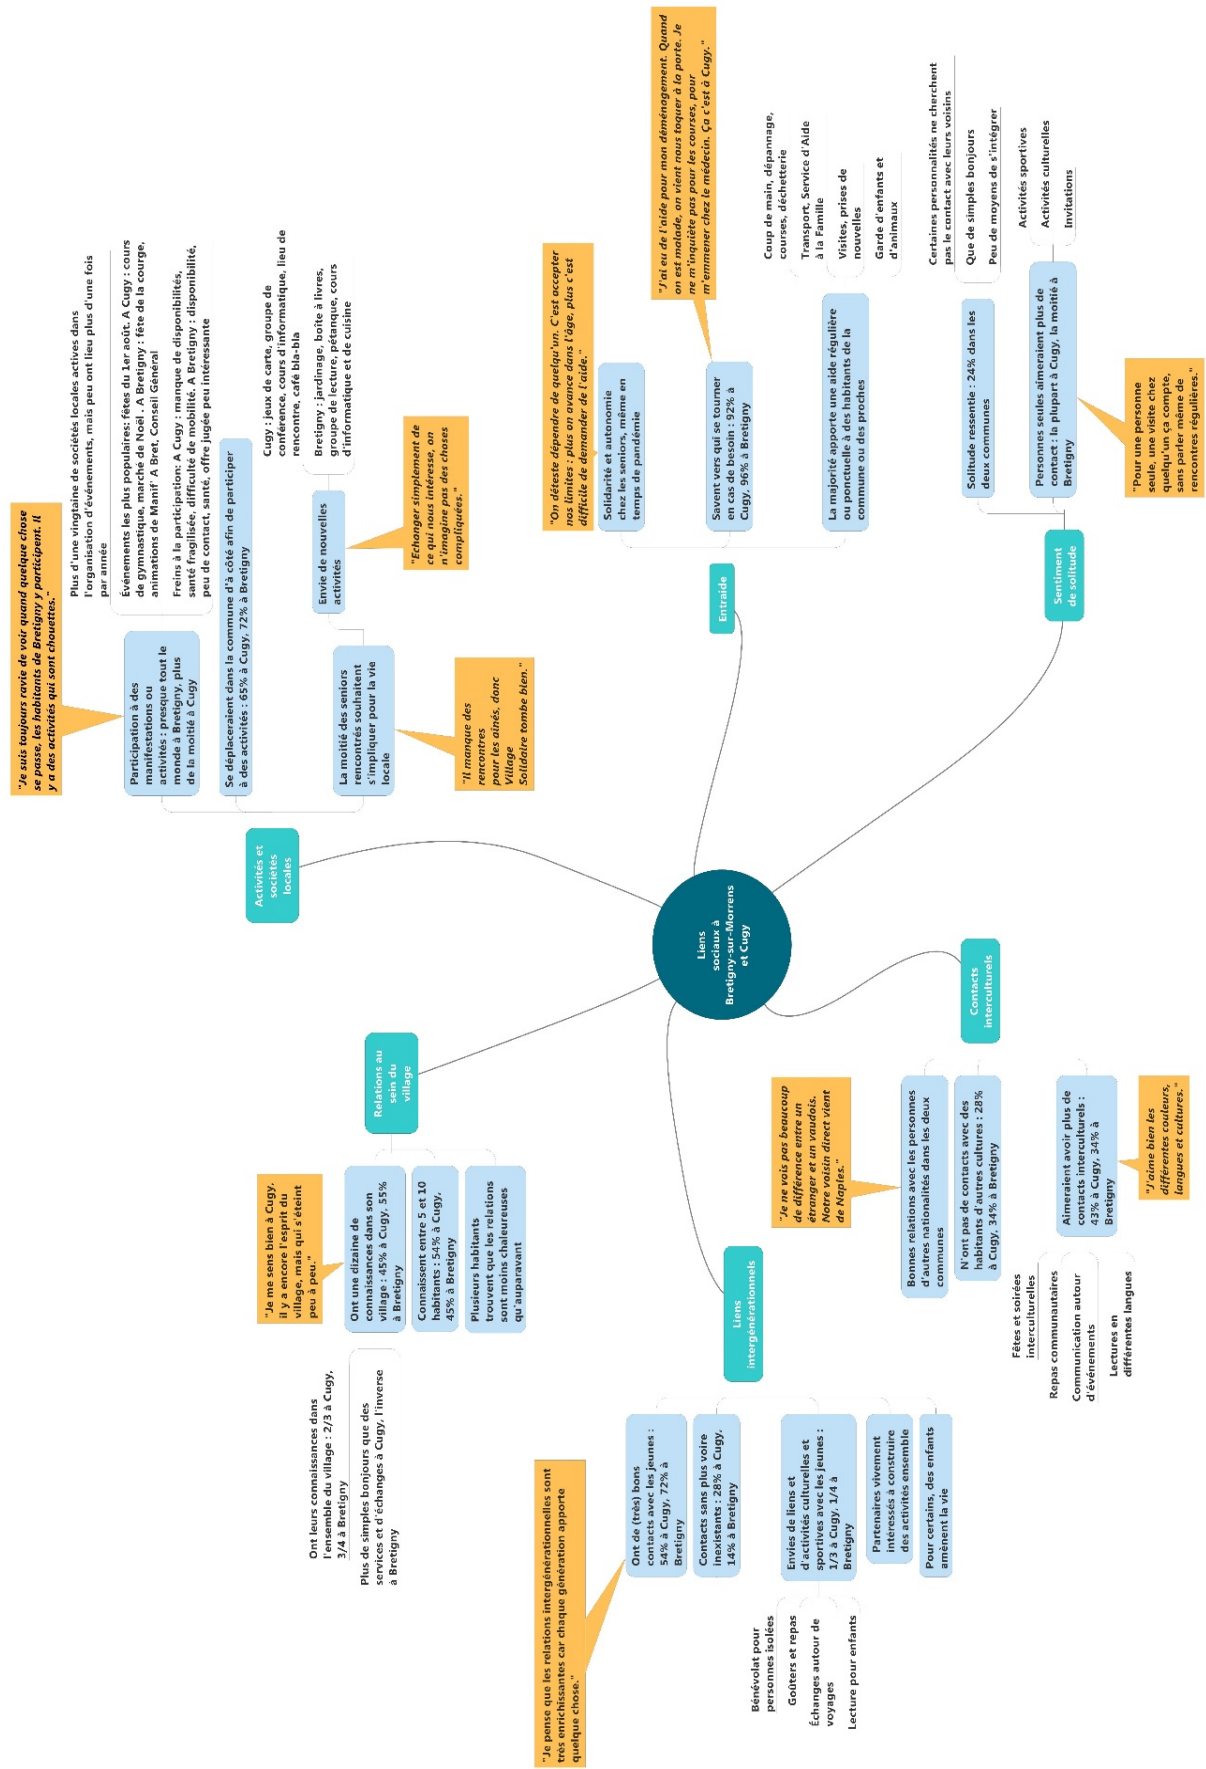 Liens
sociaux à
Bretigny-sur-Morrens
et Cugy
Relations au
sein du
village
"Je me sens bien à Cugy,
il y a encore l'esprit du
village, mais qui s'éteint
peu à peu."
Ont une dizaine de
connaissances dans son
village : 45% à Cugy, 55%
à Bretigny
Ont leurs connaissances dans
l'ensemble du village : 2/3 à Cugy,
3/4 à Bretigny
Plus de simples bonjours que des
services et d'échanges à Cugy, l'inverse
à Bretigny
Connaissent entre 5 et 10
habitants : 54% à Cugy,
45% à Bretigny
Plusieurs habitants
trouvent que les relations
sont moins chaleureuses
qu'auparavant
Activités et
sociétés
locales
"Je suis toujours ravie de voir quand quelque chose
se passe, les habitants de Bretigny y participent. Il
y a des activités qui sont chouettes."
Participation à des
manifestations ou
activités : presque tout le
monde à Bretigny, plus
de la moitié à Cugy
Plus d'une vingtaine de sociétés locales actives dans
l'organisation d'événements, mais peu ont lieu plus d'une fois
par année
Événements les plus populaires: fêtes du 1er août. A Cugy : cours
de gymnastique, marché de Noël . A Bretigny : fête de la courge,
animations de Manif' A Bret, Conseil Général
Freins à la participation: A Cugy : manque de disponibilités,
santé fragilisée, difficulté de mobilité. A Bretigny : disponibilité,
peu de contact, santé, offre jugée peu intéressante
Se déplaceraient dans la commune d'à côté afin de participer
à des activités : 65% à Cugy, 72% à Bretigny
La moitié des seniors
rencontrés souhaitent
s'impliquer pour la vie
locale
"Il manque des
rencontres
pour les ainés, donc
Village
Solidaire tombe bien."
Envie de nouvelles
activités
Cugy : jeux de carte, groupe de
conférence, cours d'informatique, lieu de
rencontre, café bla-bla
Bretigny : jardinage, boîte à livres,
groupe de lecture, pétanque, cours
d'informatique et de cuisine
"Echanger simplement de
ce qui nous intéresse, on
n'imagine pas des choses
compliquées."
Entraide
"On déteste dépendre de quelqu'un. C'est accepter
nos limites : plus on avance dans l'âge, plus c'est
difficile de demander de l'aide."
Solidarité et autonomie
chez les seniors, même en
temps de pandémie
"J'ai eu de l'aide pour mon déménagement. Quand
on est malade, on vient nous toquer à la porte. Je
ne m'inquiète pas pour les courses, pour
m'emmener chez le médecin. Ça c'est à Cugy."
Savent vers qui se tourner
en cas de besoin : 92% à
Cugy, 96% à Bretigny
La majorité apporte une aide régulière
ou ponctuelle à des habitants de la
commune ou des proches
Coup de main, dépannage,
courses, déchetterie
Transport, Service d'Aide
à la Famille
Visites, prises de
nouvelles
Garde d'enfants et
d'animaux
Sentiment
de solitude
Solitude ressentie : 24% dans les
deux communes
Certaines personnalités ne cherchent
pas le contact avec leurs voisins
Que de simples bonjours
Peu de moyens de s'intégrer
Personnes seules aimeraient plus de
contact : la plupart à Cugy, la moitié à
Bretigny
Activités sportives
Activités culturelles
Invitations
"Pour une personne
seule, une visite chez
quelqu'un ça compte,
sans parler même de
rencontres régulières."
Liens
intergénérationnels
"Je pense que les relations intergénérationnelles sont
très enrichissantes car chaque génération apporte
quelque chose."
Ont de (très) bons
contacts avec les jeunes :
54% à Cugy, 72% à
Bretigny
Contacts sans plus voire
inexistants : 28% à Cugy,
14% à Bretigny
Envies de liens et
d'activités culturelles et
sportives avec les jeunes :
1/3 à Cugy, 1/4 à
Bretigny
Bénévolat pour
personnes isolées
Goûters et repas
Échanges autour de
voyages
Lecture pour enfants
Partenaires vivement
intéressés à construire
des activités ensemble
Pour certains, des enfants
amènent la vie
Contacts
interculturels
"Je ne vois pas beaucoup
de différence entre un
étranger et un vaudois.
Notre voisin direct vient
de Naples."
Bonnes relations avec les personnes
d'autres nationalités dans les deux
communes
N'ont pas de contacts avec des
habitants d'autres cultures : 28%
à Cugy, 34% à Bretigny
Aimeraient avoir plus de
contacts interculturels :
43% à Cugy, 34% à
Bretigny
Fêtes et soirées
interculturelles
Repas communautaires
Communication autour
d'événements
Lectures en
différentes langues
"J'aime bien les
différentes couleurs,
langues et cultures."